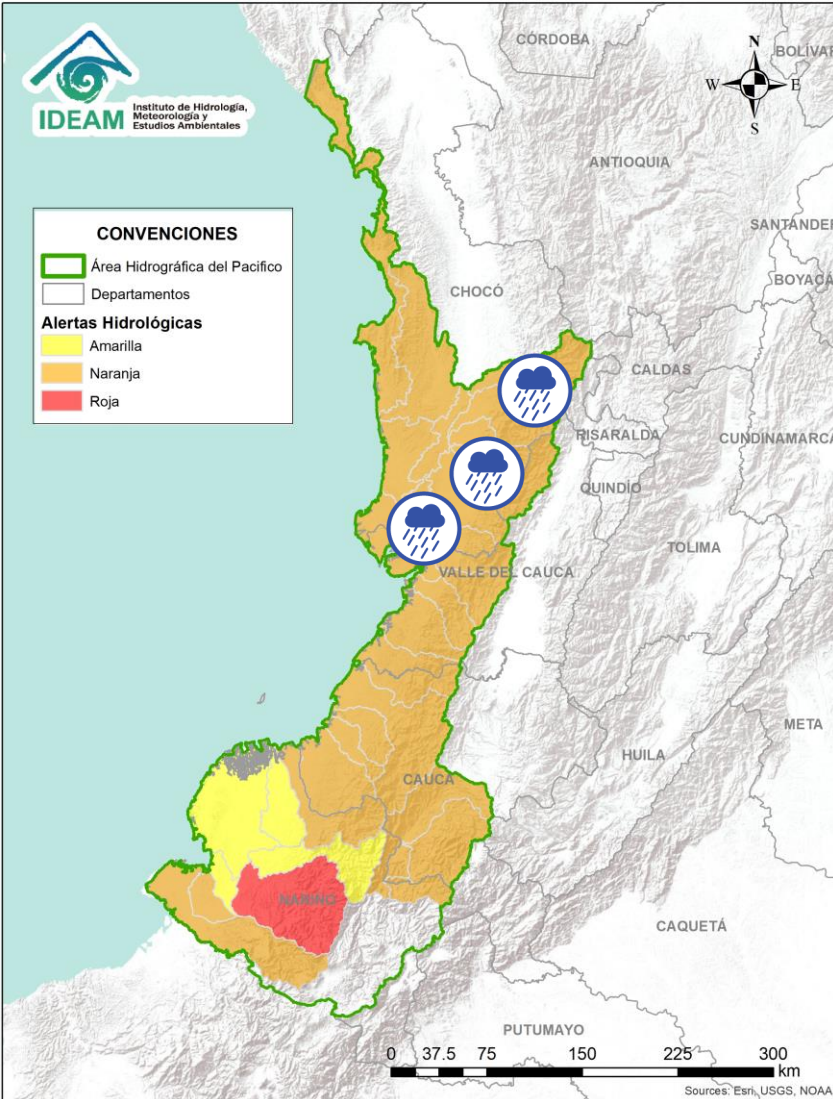 IDEAM
Instituto de Hidrología,
Meteorología y
Estudios Ambientales
N
W
E
S
CONVENCIONES
Área Hidrográfica del Pacifico
Departamentos
Alertas Hidrológicas
Amarilla
Naranja
Roja
CÓRDOBA
BOLÍVAR
ANTIOQUIA
SANTANDER
BOYACÁ
CHOCÓ
CALDAS
RISARALDA
CUNDINAMARCA
QUINDÍO
TOLIMA
VALLE DEL CAUCA
META
HUILA
CAUCA
NARIÑO
CAQUETÁ
PUTUMAYO
0 37.5 75 150 225 300
km
Sources: Esri, USGS, NOAA